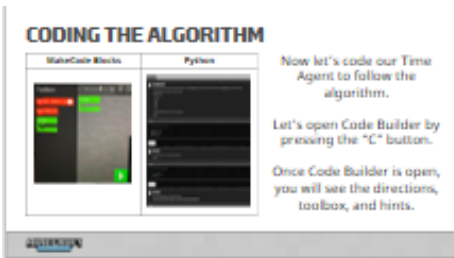 CODING THE ALGORITHM
MakeCode Blocks
Python
Now let's code our Time
Agent to follow the
algorithm.
Let's open Code Builder by
pressing the "C" button.
Once Code Builder is open,
you will see the directions,
toolbox, and hints.
MINECRAFT